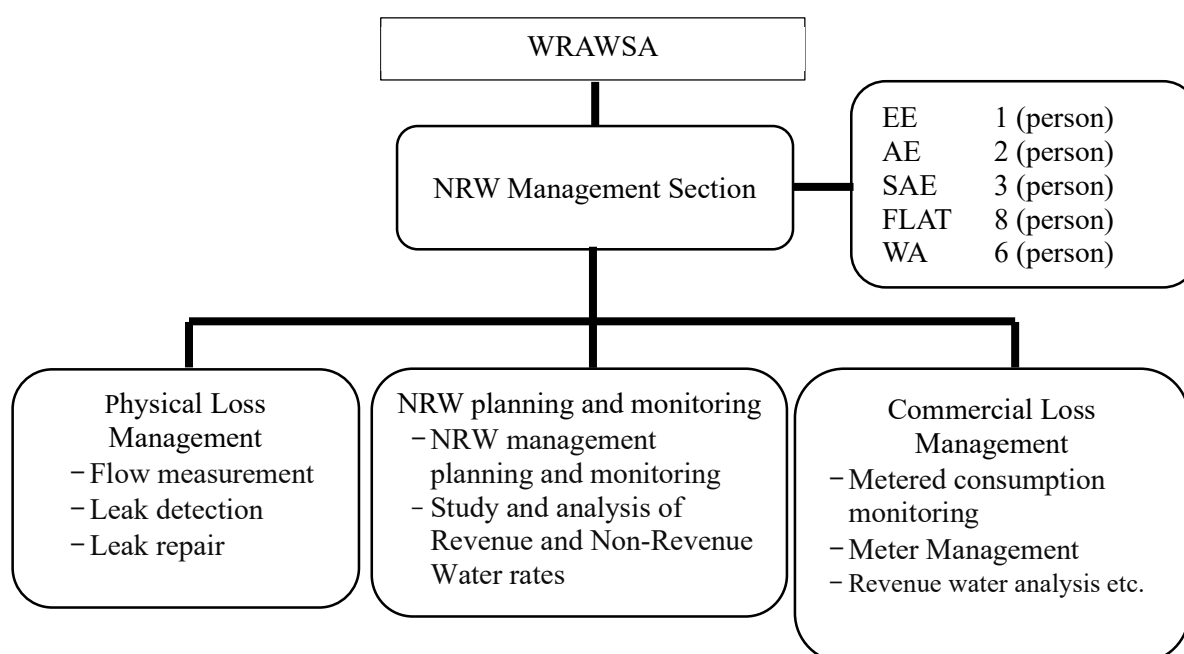 WRAWSA
NRW Management Section
EE 1 (person)
AE 2 (person)
SAE 3 (person)
FLAT 8 (person)
WA 6 (person)
Physical Loss
Management
－Flow measurement
－Leak detection
－Leak repair
NRW planning and monitoring
－NRW management
planning and monitoring
－Study and analysis of
Revenue and Non-Revenue
Water rates
Commercial Loss
Management
－Metered consumption
monitoring
－Meter Management
－Revenue water analysis etc.